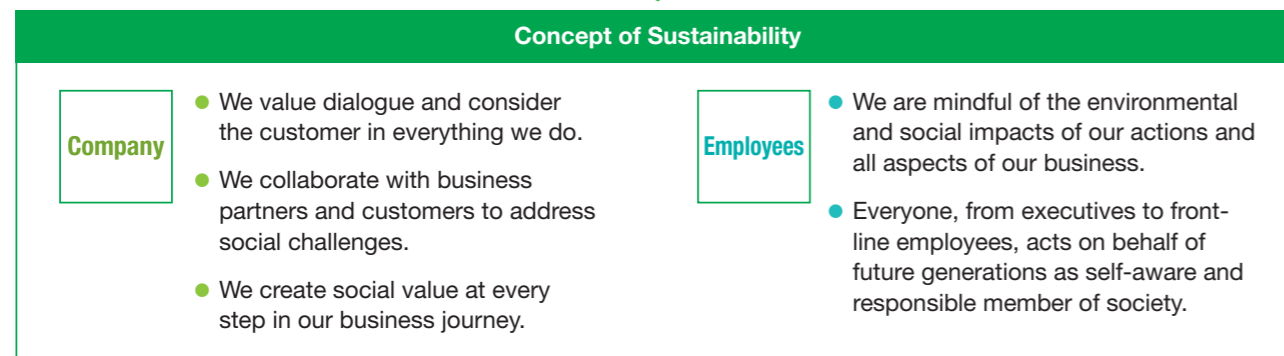 Concept of Sustainability
Company
● We value dialogue and consider
the customer in everything we do.
● We collaborate with business
partners and customers to address
social challenges.
● We create social value at every
step in our business journey.
Employees
● We are mindful of the environmental
and social impacts of our actions and
all aspects of our business.
● Everyone, from executives to front-
line employees, acts on behalf of
future generations as self-aware and
responsible member of society.